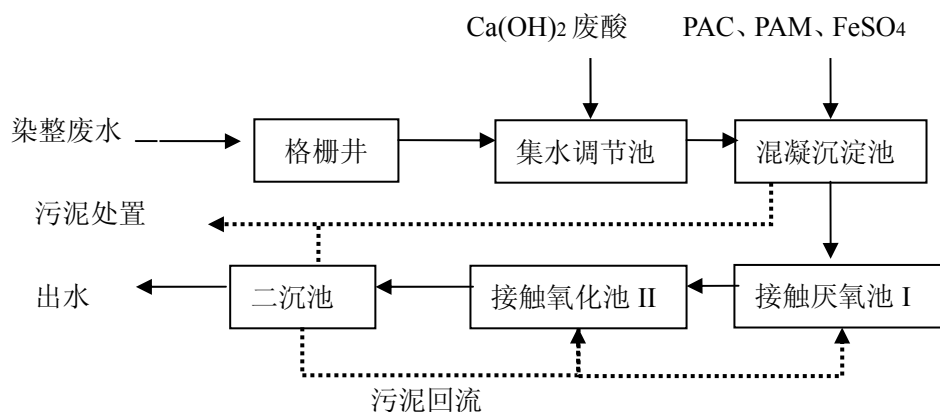 Ca(OH)2 废酸
PAC、PAM、FeSO4
染整废水
格栅井
集水调节池
混凝沉淀池
污泥处置
出水
二沉池
接触氧化池 II
接触厌氧池 I
污泥回流